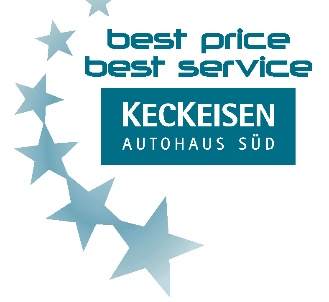 best price
best service
KECKEISEN
AUTOHAUS SÜD